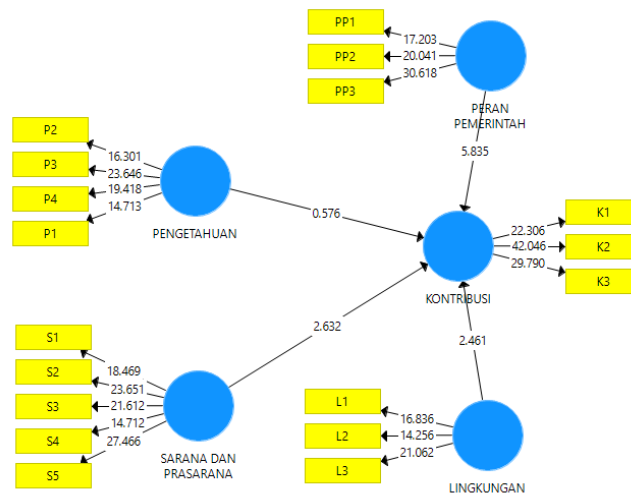 PP1
17.203
PP2
20.041
PP3
30.618
PERAN
PEMERINTAH
5.835
P2
16.301
P3
23.646
P4
19.418
P1
14.713
PENGETAHUAN
0.576
K1
22.306
K2
42.046
K3
29.790
KONTRIBUSI
2.632
2.461
S1
18.469
S2
23.651
S3
21.612
S4
14.712
S5
27.466
SARANA DAN
PRASARANA
L1
16.836
L2
14.256
L3
21.062
LINGKUNGAN